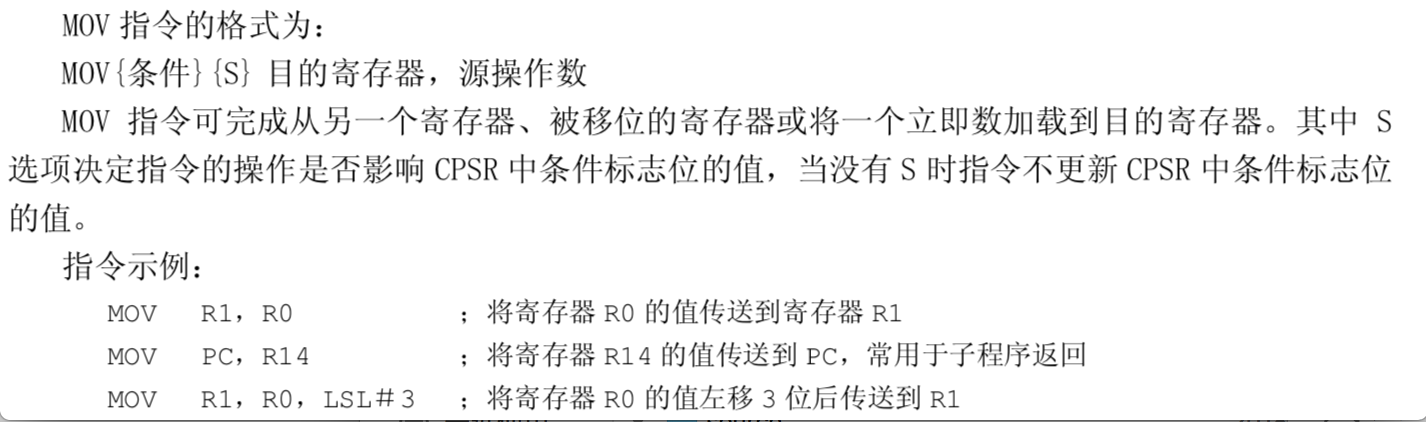 MOV 指令的格式为：
MOV{条件}{S} 目的寄存器，源操作数
MOV 指令可完成从另一个寄存器、被移位的寄存器或将一个立即数加载到目的寄存器。其中 S
选项决定指令的操作是否影响 CPSR 中条件标志位的值，当没有 S 时指令不更新 CPSR 中条件标志位
的值。
指令示例：
MOV R1，R0 ；将寄存器 R0 的值传送到寄存器 R1
MOV PC，R14 ；将寄存器 R14 的值传送到 PC，常用于子程序返回
MOV R1，R0，LSL＃3 ；将寄存器 R0 的值左移 3 位后传送到 R1